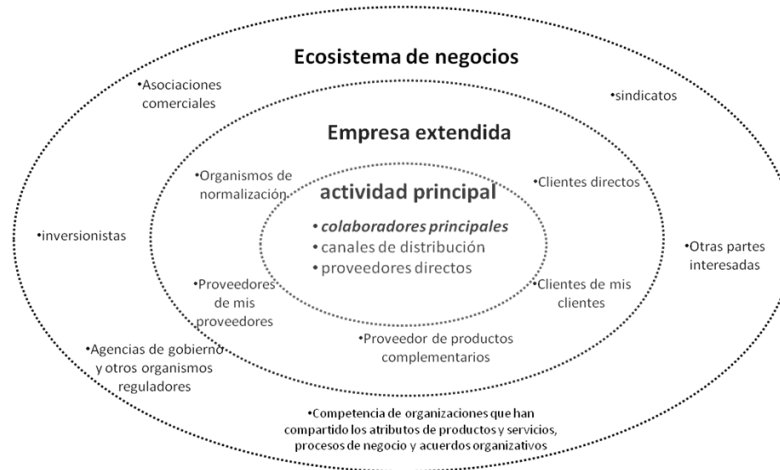 Ecosistema de negocios
•Asociaciones
comerciales
•sindicatos
Empresa extendida
•Organismos de
normalización
•Clientes directos
actividad principal
• colaboradores principales
• canales de distribución
• proveedores directos
•inversionistas
•Otras partes
interesadas
•Proveedores
de mis
proveedores
•Clientes de mis
clientes
•Proveedor de productos
complementarios
•Agencias de gobierno
y otros organismos
reguladores
•Competencia de organizaciones que han
compartido los atributos de productos y servicios,
procesos de negocio y acuerdos organizativos